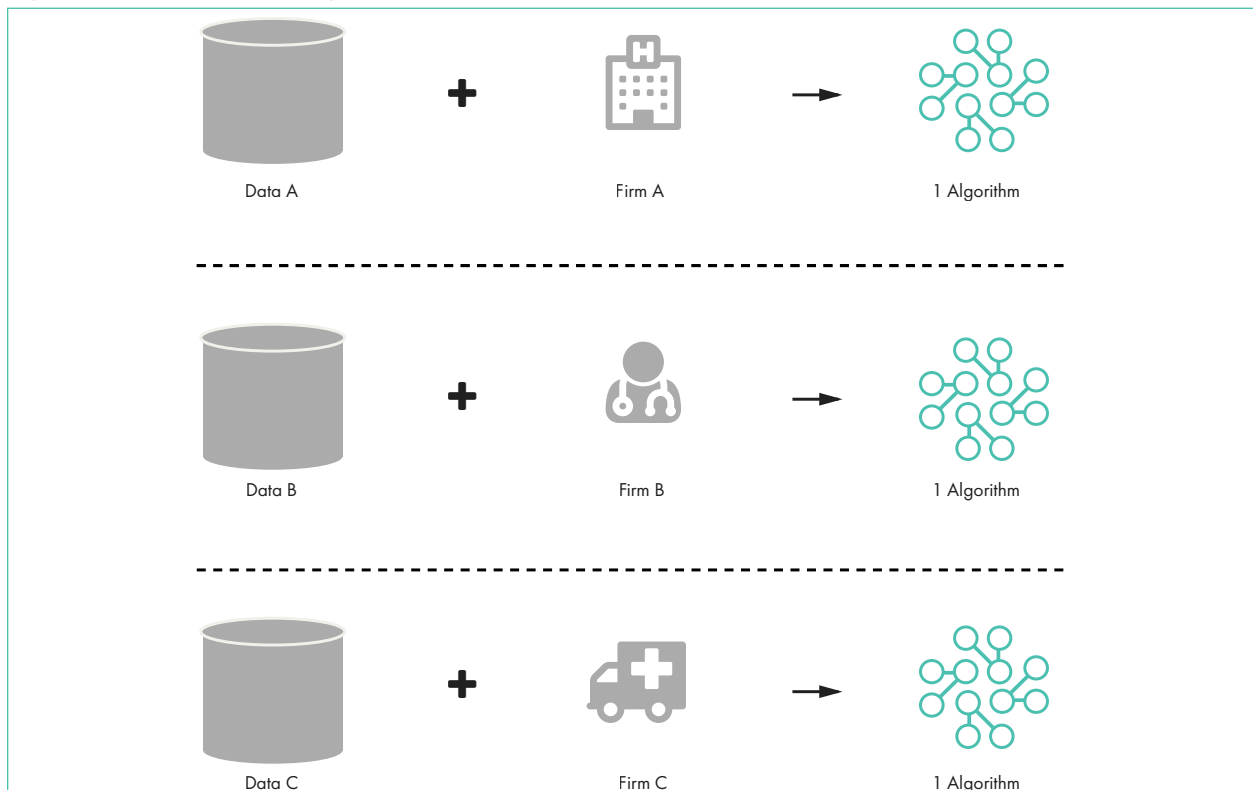 H
Data A
Firm A
1 Algorithm
Data B
Firm B
1 Algorithm
Data C
Firm C
1 Algorithm